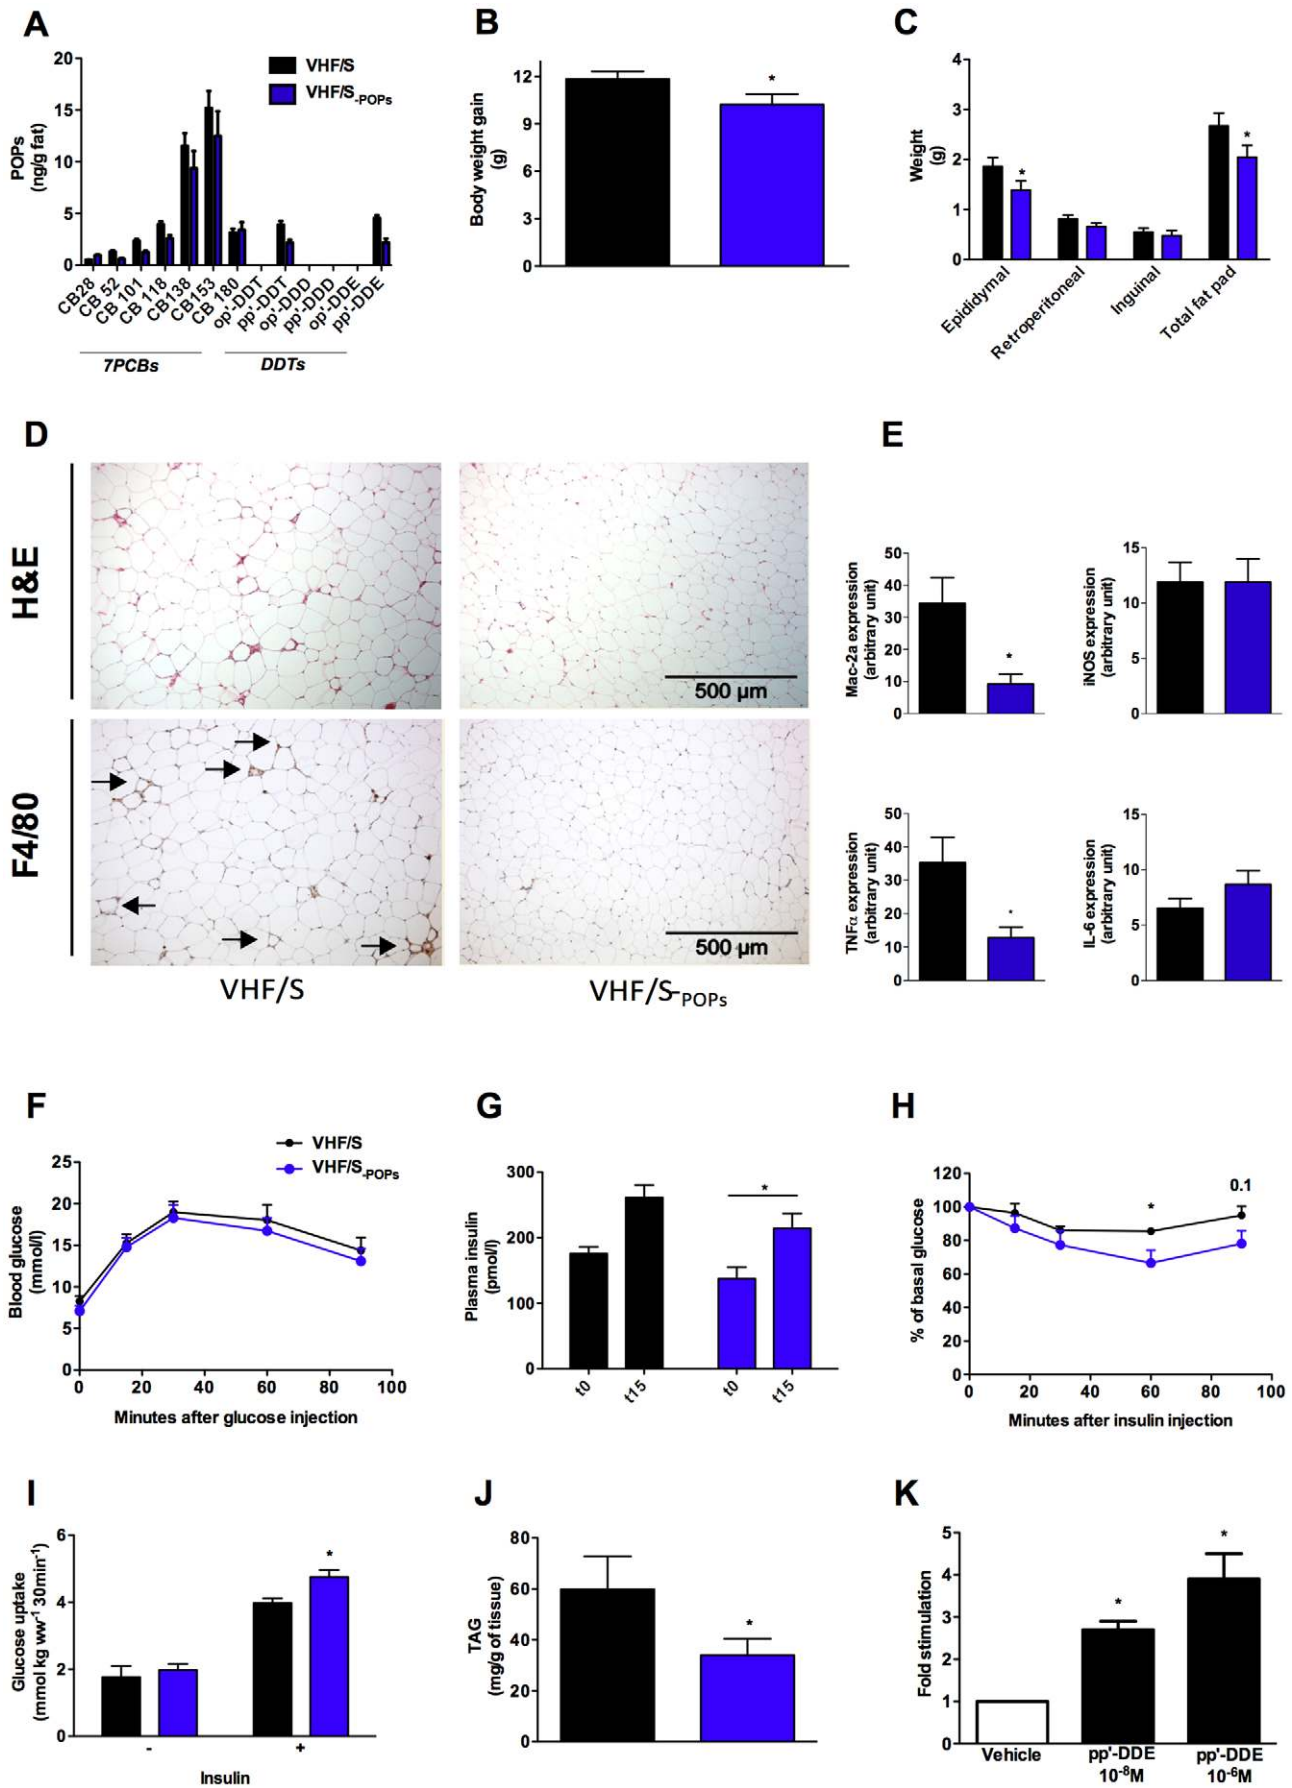 A
20
15
10
5
0
POPs
(ng/g fat)
VHF/S
VHF/S-POPs
CB28
CB 52
CB 101
CB 118
CB138
CB153
CB 180
op'-DDT
pp'-DDT
op'-DDD
pp'-DDD
op'-DDE
pp'-DDE
7PCBs
DDTs
B
12
9
6
3
0
Body weight gain
(g)
*
C
4
3
2
1
0
Weight
(g)
*
*
Epididymal
Retroperitoneal
Inguinal
Total fat pad
D
H&E
500 µm
F4/80
500 µm
VHF/S
VHF/S-POPs
E
50
40
30
20
10
0
Mac-2a expression
(arbitrary unit)
*
15
10
5
0
iNOS expression
(arbitrary unit)
50
40
30
20
10
0
TNFα expression
(arbitrary unit)
*
15
10
5
0
IL-6 expression
(arbitrary unit)
F
VHF/S
VHF/S-POPs
25
20
15
10
5
0
Blood glucose
(mmol/l)
0 20 40 60 80 100
Minutes after glucose injection
G
300
200
100
0
Plasma insulin
(pmol/l)
*
t0
t15
t0
t15
H
120
100
80
60
40
20
0
% of basal glucose
*
0.1
0 20 40 60 80 100
Minutes after insulin injection
I
6
4
2
0
Glucose uptake
(mmol kg ww-1 30min-1)
*
- +
Insulin
J
80
60
40
20
0
TAG
(mg/g of tissue)
*
K
5
4
3
2
1
0
Fold stimulation
*
*
Vehicle
pp'-DDE
10-8M
pp'-DDE
10-6M